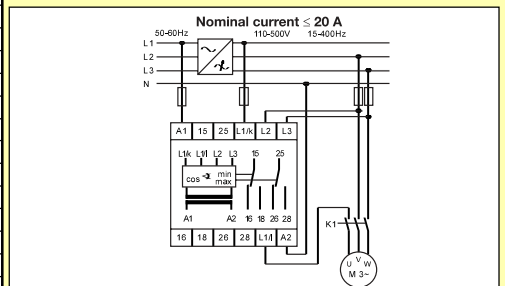 Nominal current ≤ 20 A
50-60Hz 110-500V 15-400Hz
L1
L2
L3
N
A1 15 25 L1/k L2 L3
L1/k L1/l L2 L3 15 25
cos min
max
A1 A2 16 18 26 28
16 18 26 28 L1/l A2
K1
U V W
M 3~